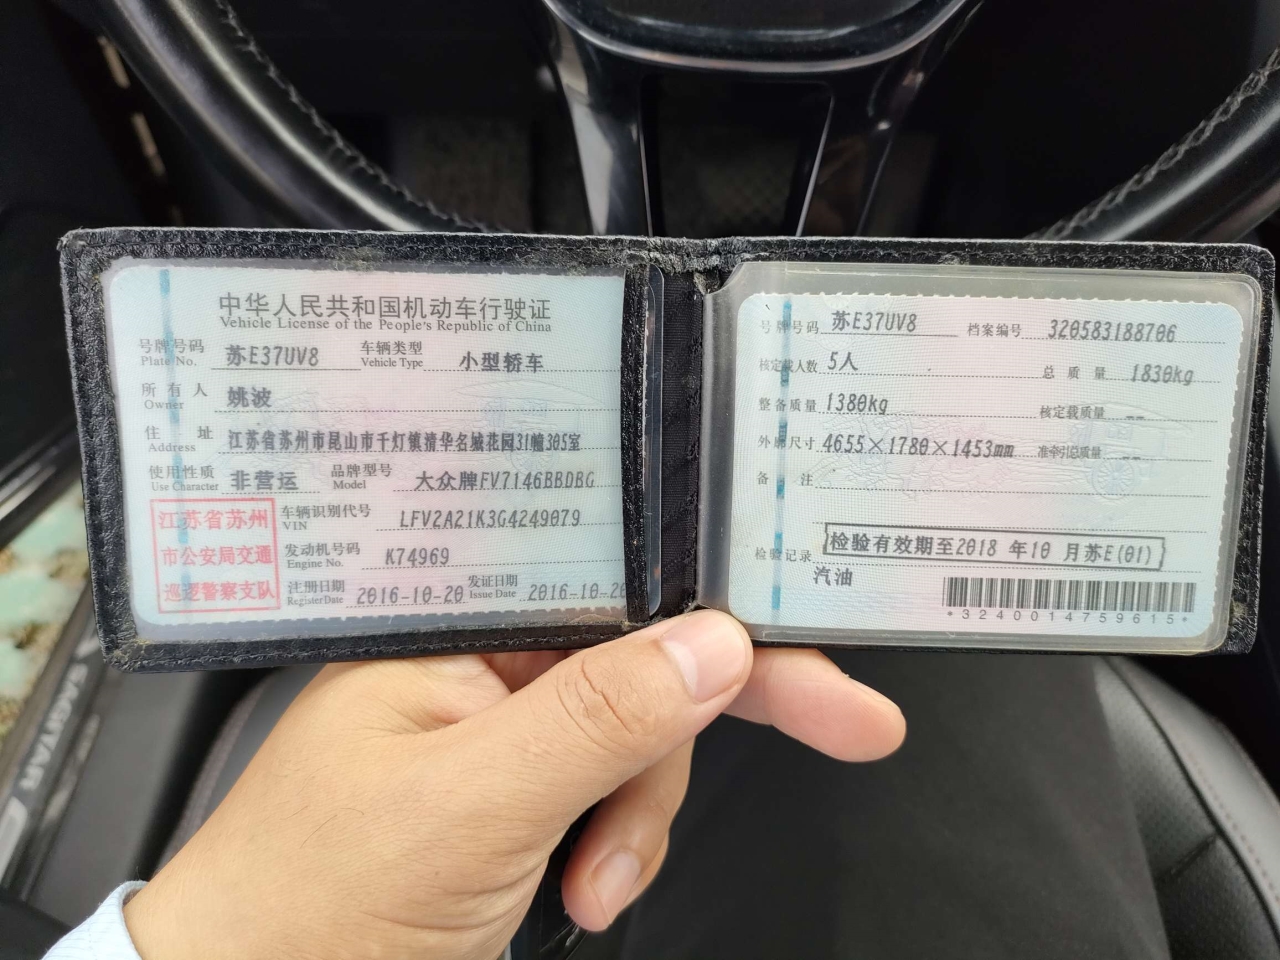 中华人民共和国机动车行驶证
Vehicle License of the People's Republic of China
号牌号码 苏E37UV8 车辆类型 小型轿车
Plate No. Vehicle Type
所有人 姚波
Owner
住址 江苏省苏州市昆山市千灯镇清华名城花园31幢305室
Address
使用性质 非营运 品牌型号 大众牌FV7146BBDBG
Use Character Model
江苏省苏州
市公安局交通
巡逻警察支队
车辆识别代号 LFV2A21K3G4249079
VIN
发动机号码 K74969
Engine No.
注册日期 2016-10-20 发证日期 2016-10-20
RegisterDate Issue Date
号牌号码 苏E37UV8 档案编号 320583188706
核定载人数 5人 总质量 1830kg
整备质量 1380kg 核定载质量 --
外廓尺寸 4655×1780×1453mm 准牵引总质量 --
备注
检验记录 检验有效期至2018年10月苏E(01)
汽油
*3240014759615*
SAGITAR